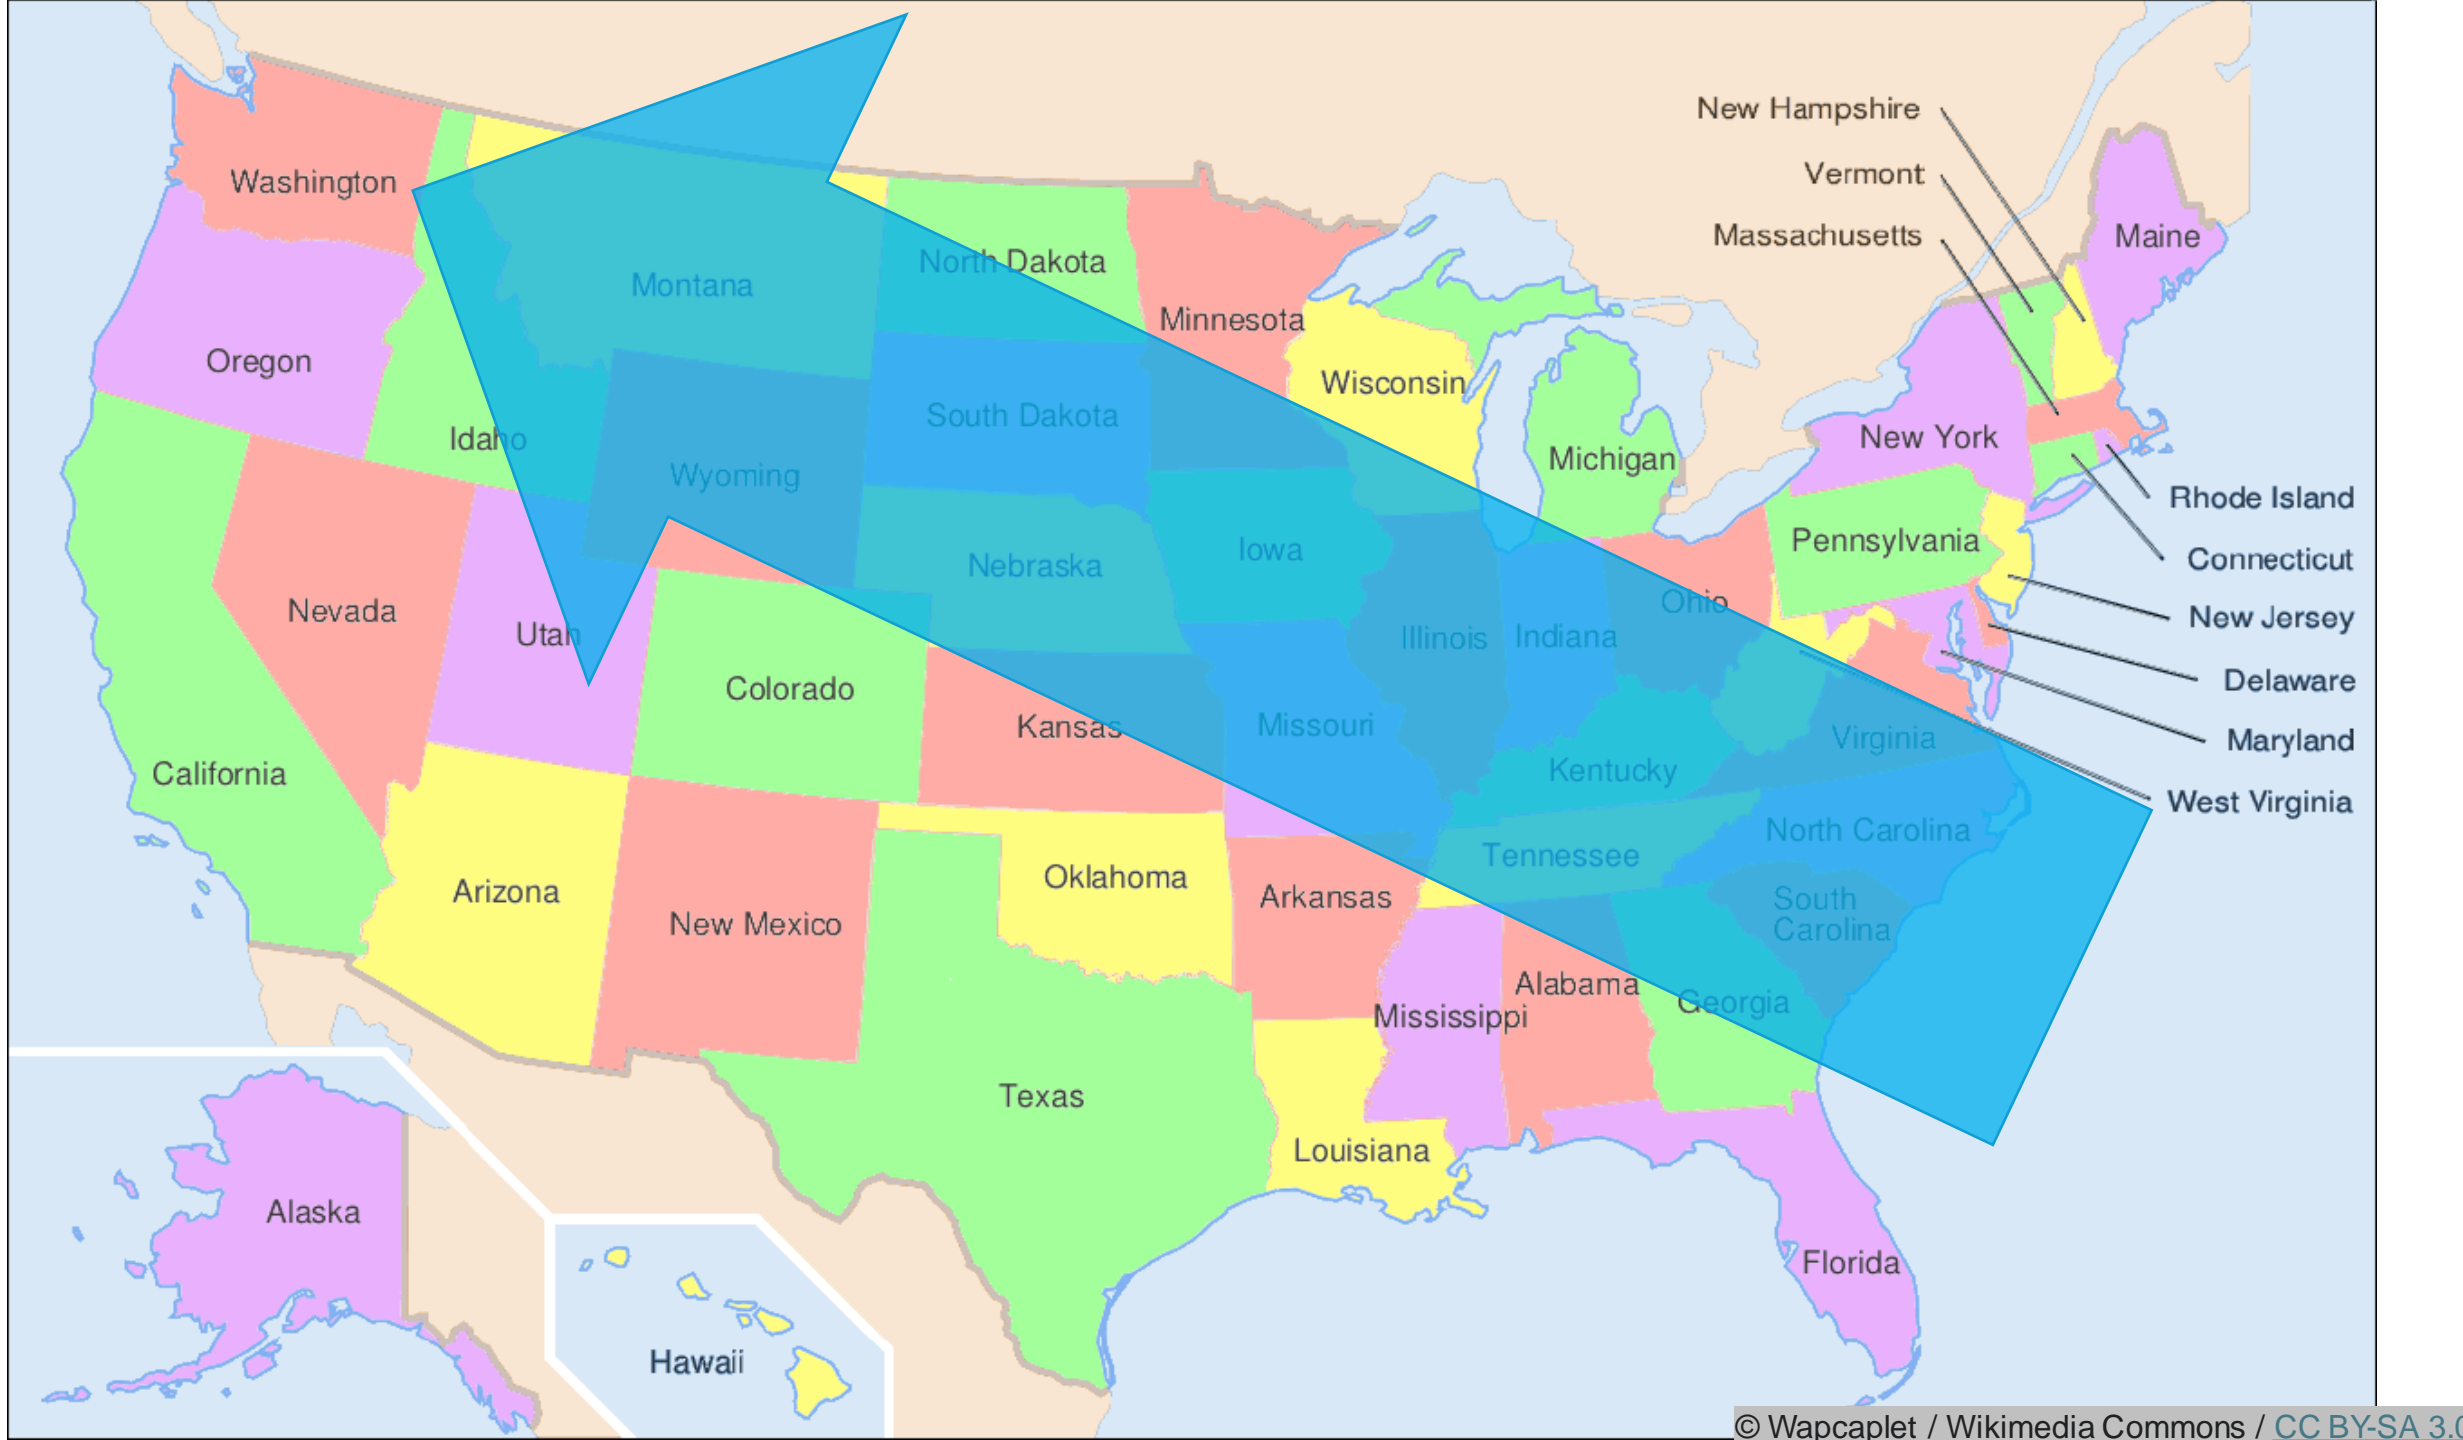 New Hampshire
Vermont
Massachusetts
Washington
Maine
North Dakota
Montana
Minnesota
Oregon
Wisconsin
South Dakota
Idaho
New York
Michigan
Wyoming
Rhode Island
Pennsylvania
Iowa
Connecticut
Nebraska
Ohio
Nevada
New Jersey
Utah
Illinois
Indiana
Delaware
Colorado
Kansas
Missouri
Virginia
Maryland
California
Kentucky
West Virginia
North Carolina
Tennessee
Oklahoma
Arizona
Arkansas
South
Carolina
New Mexico
Alabama
Georgia
Mississippi
Texas
Louisiana
Alaska
Florida
Hawaii
© Wapcaplet / Wikimedia Commons / CC BY-SA 3.0